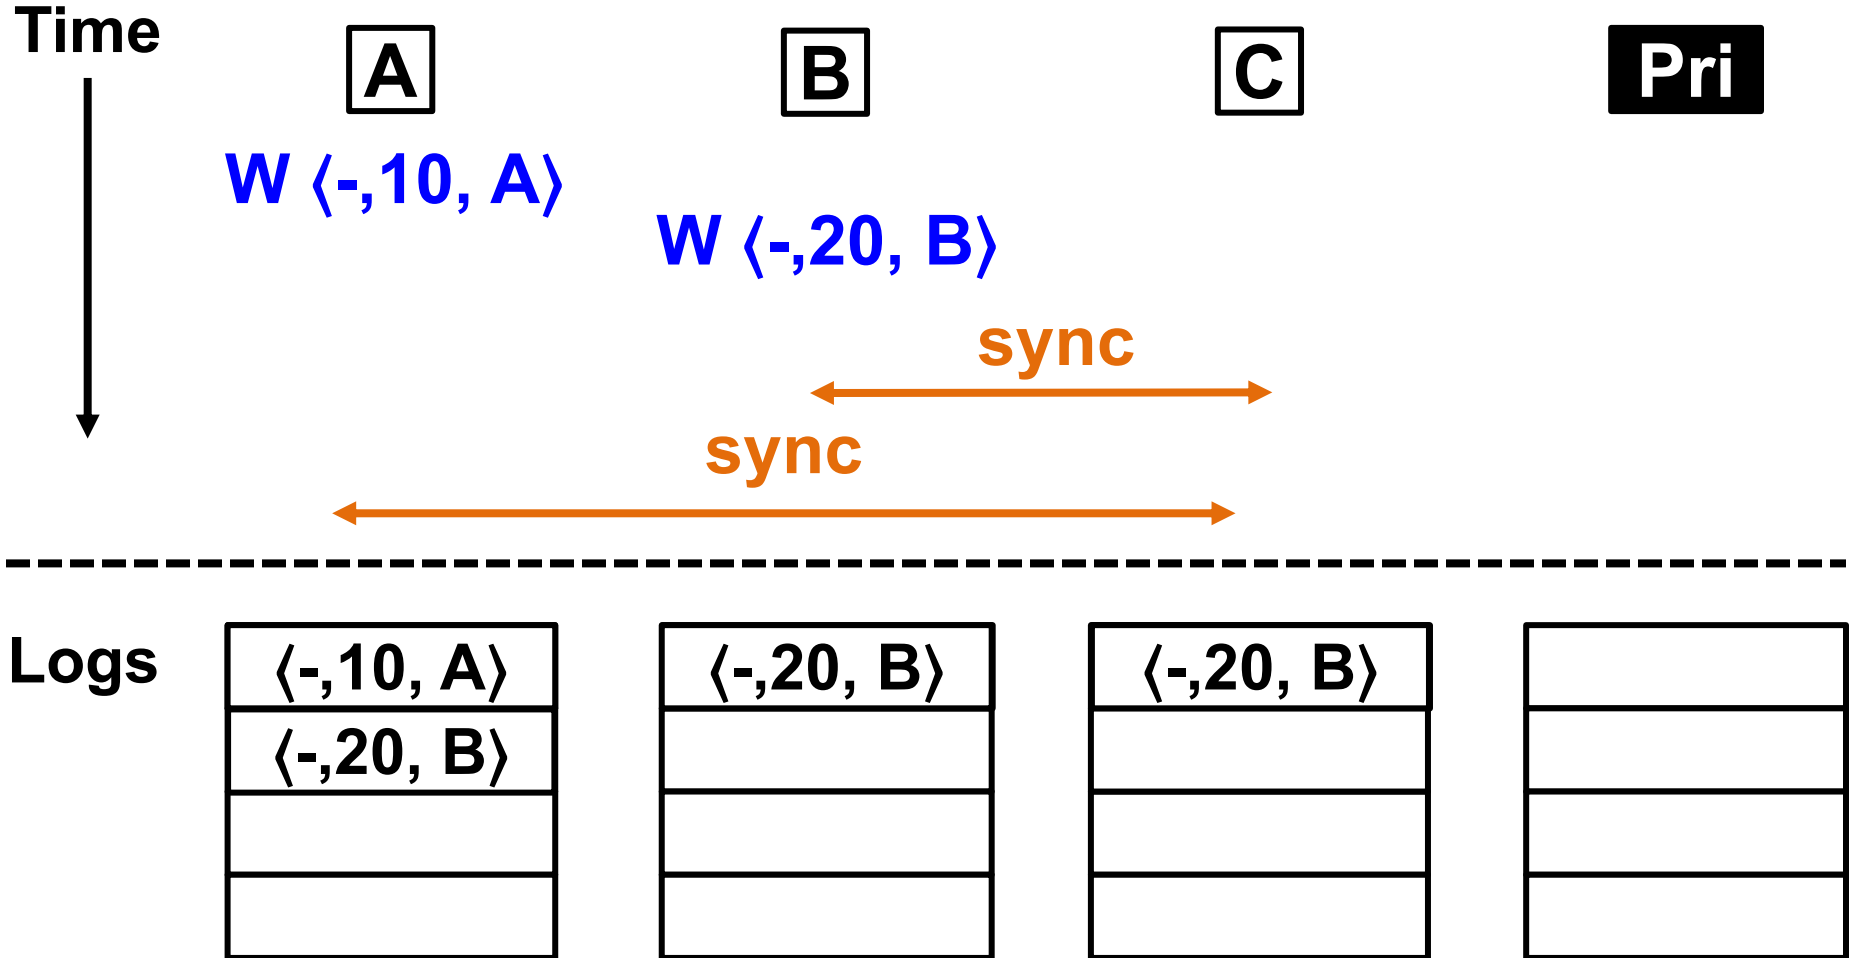 Time
A
B
C
Pri
W ⟨-,10, A⟩
W ⟨-,20, B⟩
sync
sync
Logs
⟨-,10, A⟩
⟨-,20, B⟩
⟨-,20, B⟩
⟨-,20, B⟩